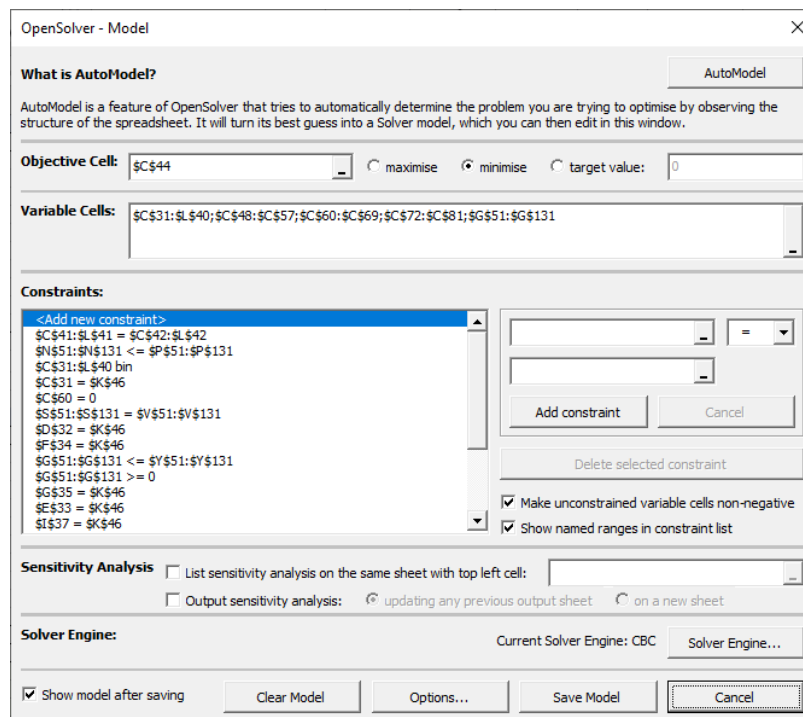 OpenSolver - Model
What is AutoModel?
AutoModel
AutoModel is a feature of OpenSolver that tries to automatically determine the problem you are trying to optimise by observing the
structure of the spreadsheet. It will turn its best guess into a Solver model, which you can then edit in this window.
Objective Cell: $C$44 _ maximise minimise target value: 0
Variable Cells: $C$31:$L$40;$C$48:$C$57;$C$60:$C$69;$C$72:$C$81;$G$51:$G$131
Constraints:
<Add new constraint>
$C$41:$L$41 = $C$42:$L$42
$N$51:$N$131 <= $P$51:$P$131
$C$31:$L$40 bin
$C$31 = $K$46
$C$60 = 0
$S$51:$S$131 = $V$51:$V$131
$D$32 = $K$46
$F$34 = $K$46
$G$51:$G$131 <= $Y$51:$Y$131
$G$51:$G$131 >= 0
$G$35 = $K$46
$E$33 = $K$46
$I$37 = $K$46
=
Add constraint Cancel
Delete selected constraint
Make unconstrained variable cells non-negative
Show named ranges in constraint list
Sensitivity Analysis List sensitivity analysis on the same sheet with top left cell:
Output sensitivity analysis: updating any previous output sheet on a new sheet
Solver Engine: Current Solver Engine: CBC Solver Engine...
Show model after saving Clear Model Options... Save Model Cancel